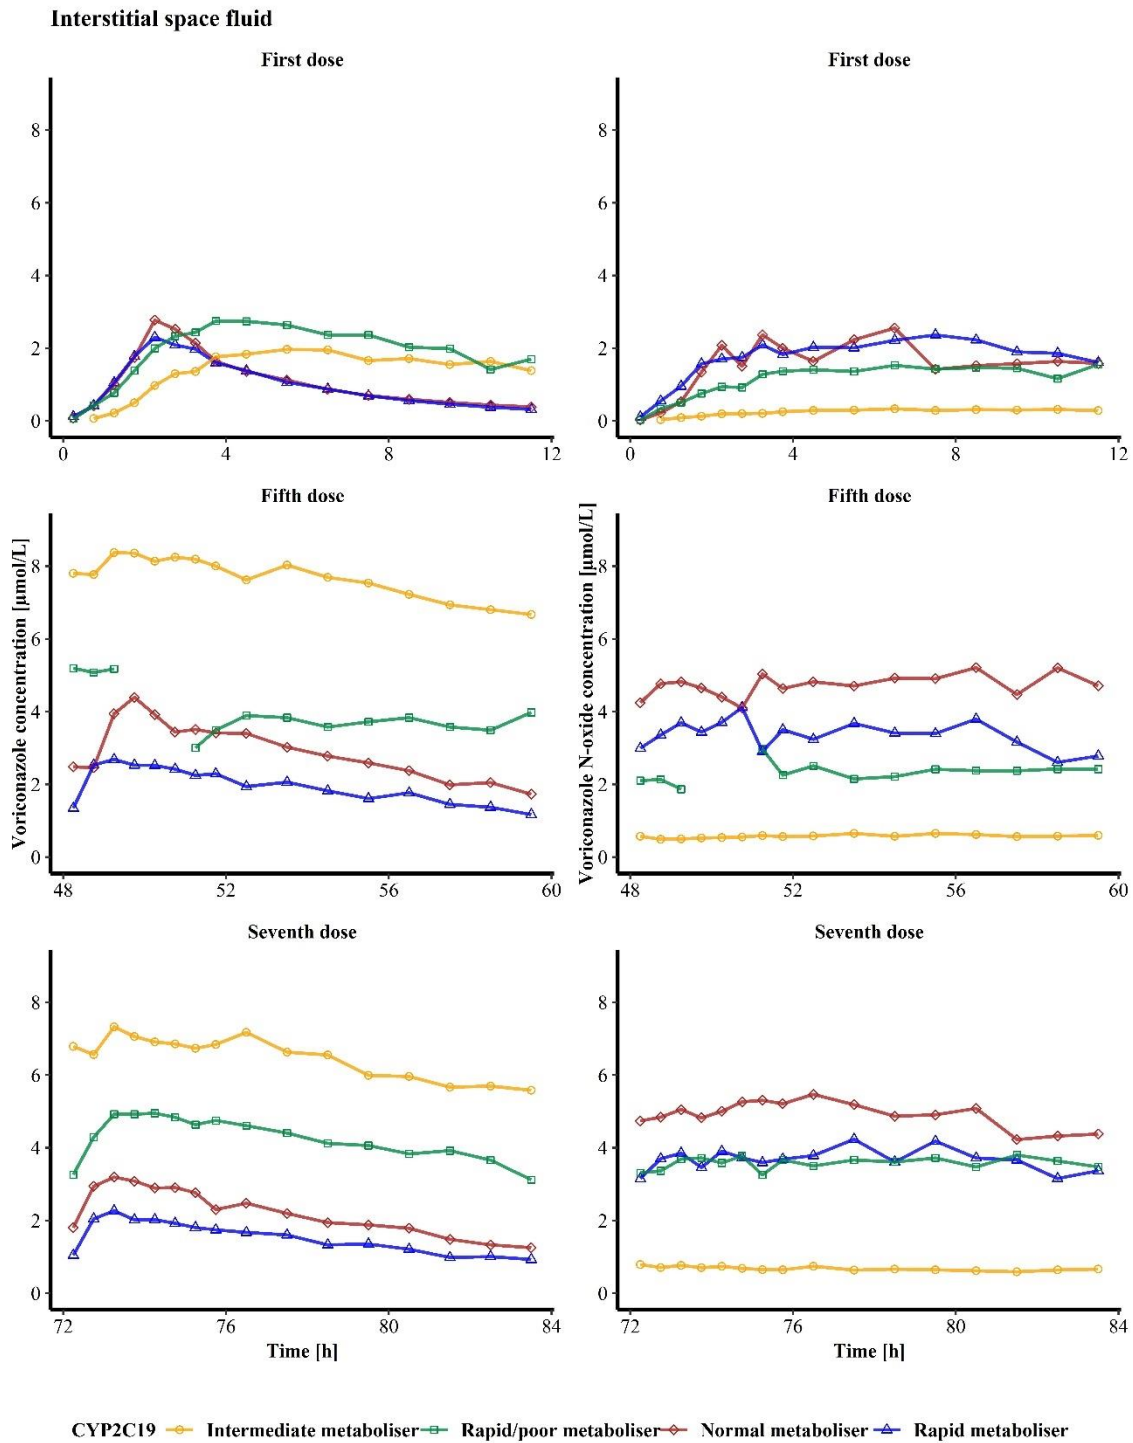 Interstitial space fluid
First dose
First dose
8
6
4
2
0
0 4 8 12
8
6
4
2
0
0 4 8 12
Voriconazole concentration [µmol/L]
Fifth dose
8
6
4
2
0
48 52 56 60
Voriconazole N-oxide concentration [µmol/L]
Fifth dose
8
6
4
2
0
48 52 56 60
Seventh dose
8
6
4
2
0
72 76 80 84
Time [h]
Seventh dose
8
6
4
2
0
72 76 80 84
Time [h]
CYP2C19 Intermediate metaboliser Rapid/poor metaboliser Normal metaboliser Rapid metaboliser